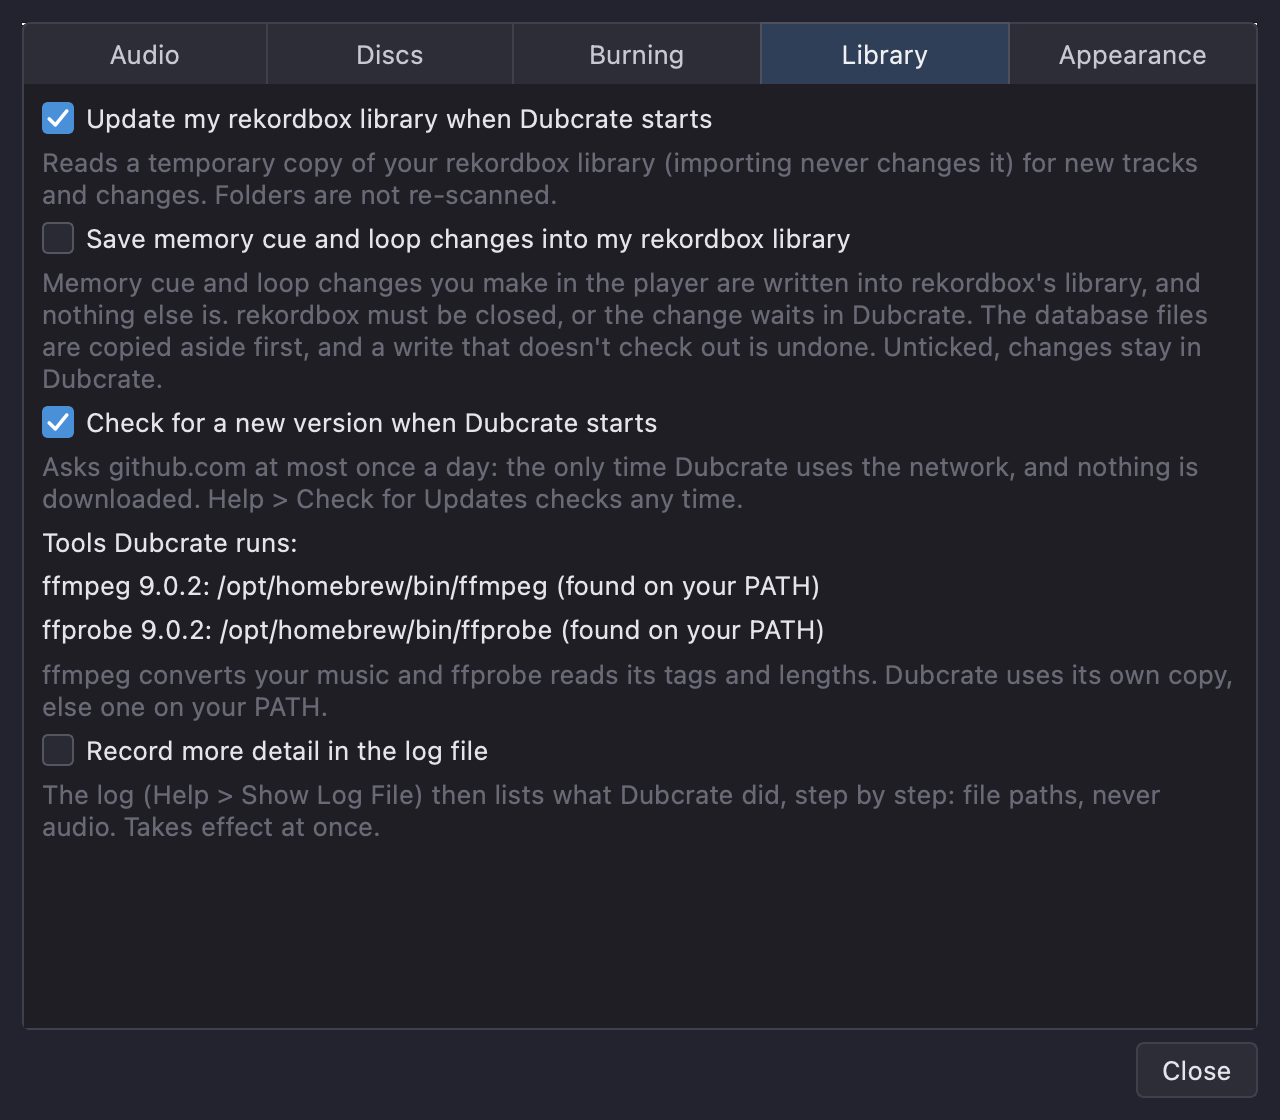 Audio
Discs
Burning
Library
Appearance
Update my rekordbox library when Dubcrate starts
Reads a temporary copy of your rekordbox library (importing never changes it) for new tracks
and changes. Folders are not re-scanned.
Save memory cue and loop changes into my rekordbox library
Memory cue and loop changes you make in the player are written into rekordbox's library, and
nothing else is. rekordbox must be closed, or the change waits in Dubcrate. The database files
are copied aside first, and a write that doesn't check out is undone. Unticked, changes stay in
Dubcrate.
Check for a new version when Dubcrate starts
Asks github.com at most once a day: the only time Dubcrate uses the network, and nothing is
downloaded. Help > Check for Updates checks any time.
Tools Dubcrate runs:
ffmpeg 9.0.2: /opt/homebrew/bin/ffmpeg (found on your PATH)
ffprobe 9.0.2: /opt/homebrew/bin/ffprobe (found on your PATH)
ffmpeg converts your music and ffprobe reads its tags and lengths. Dubcrate uses its own copy,
else one on your PATH.
Record more detail in the log file
The log (Help > Show Log File) then lists what Dubcrate did, step by step: file paths, never
audio. Takes effect at once.
Close